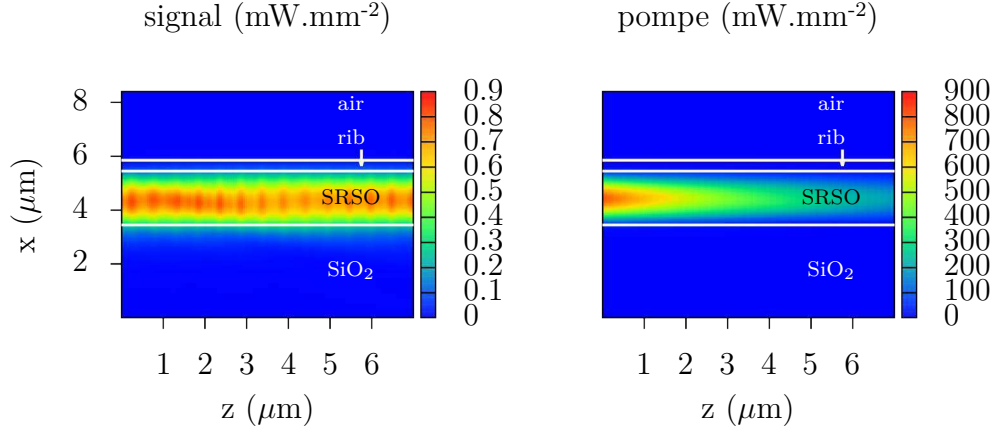 signal (mW.mm-2)
pompe (mW.mm-2)
x (μm)
8
6
4
2
air
rib
SRSO
SiO2
1 2 3 4 5 6
z (μm)
0.9
0.8
0.7
0.6
0.5
0.4
0.3
0.2
0.1
0
air
rib
SRSO
SiO2
1 2 3 4 5 6
z (μm)
900
800
700
600
500
400
300
200
100
0